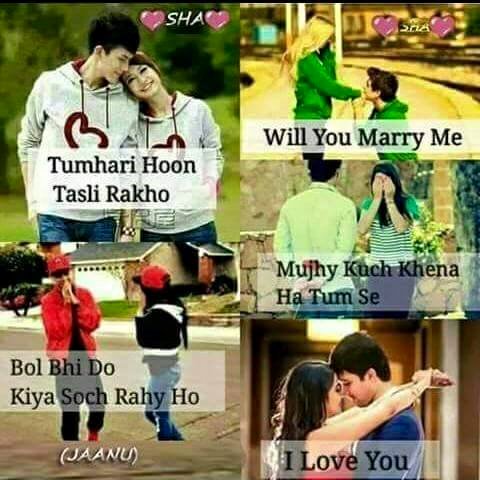 SHA
Tumhari Hoon
Tasli Rakho
Bol Bhi Do
Kiya Soch Rahy Ho
(JAANU)
SHA
Will You Marry Me
Mujhy Kuch Khena
Ha Tum Se
I Love You